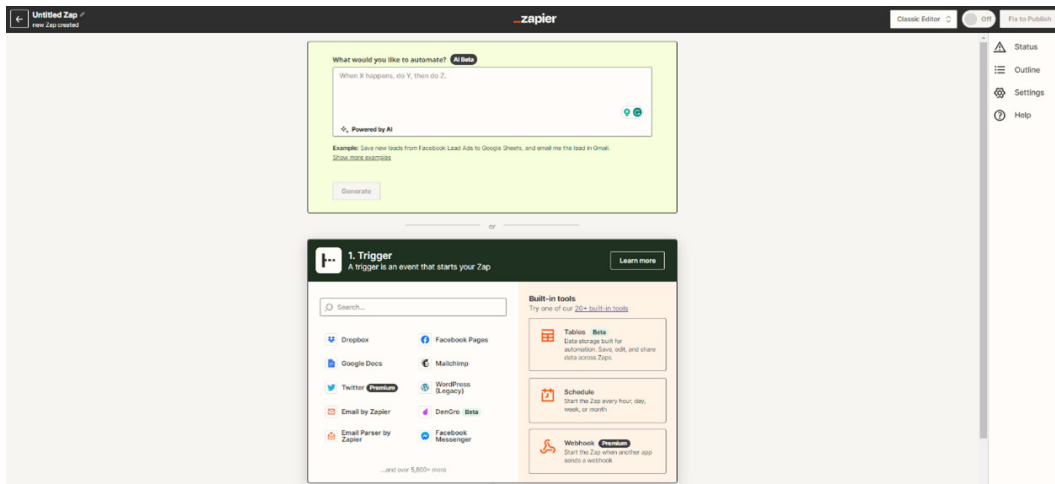 Untitled Zap
new Zap created
_zapier
Classic Editor
Off
Fix to Publish
Status
Outline
Settings
Help
What would you like to automate? AI Beta
When X happens, do Y, then do Z.
Powered by AI
Example: Save new leads from Facebook Lead Ads to Google Sheets, and email me the lead in Gmail.
Show more examples
Generate
or
1. Trigger
A trigger is an event that starts your Zap
Learn more
Search...
Dropbox
Facebook Pages
Google Docs
Mailchimp
Twitter Premium
WordPress
(Legacy)
Email by Zapier
DenGro Beta
Email Parser by
Zapier
Facebook
Messenger
...and over 5,800+ more
Built-in tools
Try one of our 20+ built-in tools
Tables Beta
Data storage built for
automation. Save, edit, and share
data across Zaps.
Schedule
Start the Zap every hour, day,
week, or month
Webhook Premium
Start the Zap when another app
sends a webhook